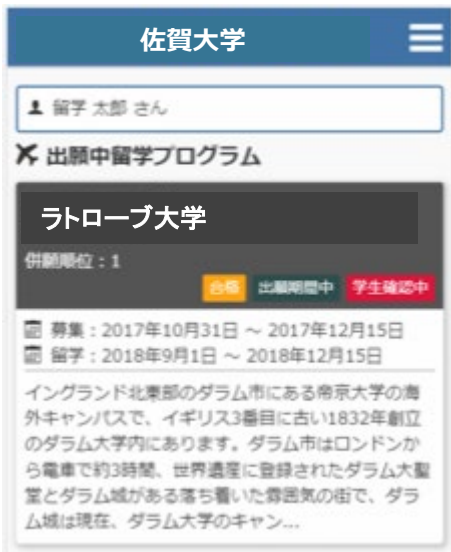 佐賀大学
留学 太郎 さん
出願中留学プログラム
ラトローブ大学
併願順位：1
合格 出願期間中 学生確認中
募集：2017年10月31日 ～ 2017年12月15日
留学：2018年9月1日 ～ 2018年12月15日
イングランド北東部のダラム市にある帝京大学の海
外キャンパスで、イギリス3番目に古い1832年創立
のダラム大学内にあります。ダラム市はロンドンか
ら電車で約3時間、世界遺産に登録されたダラム大聖
堂とダラム城がある落ち着いた雰囲気の街で、ダラ
ム城は現在、ダラム大学のキャン...